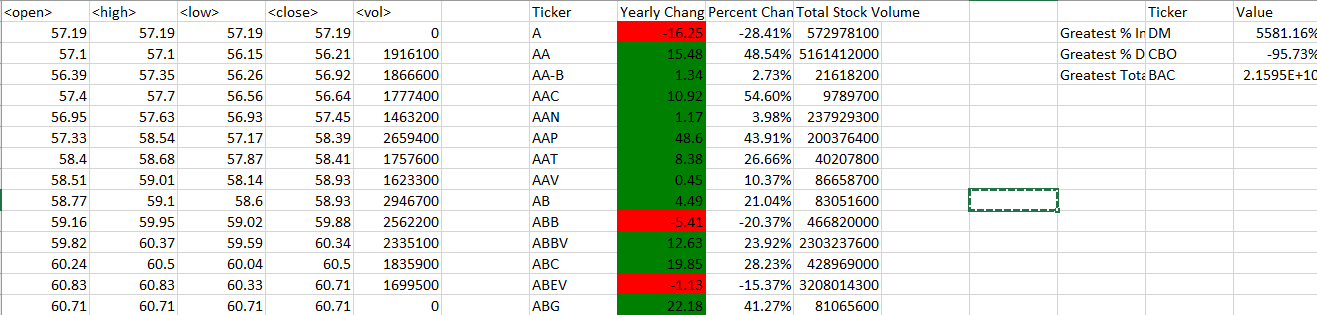 <open> <high> <low> <close> <vol> Ticker Yearly Chang Percent Chan Total Stock Volume Ticker Value
57.19 57.19 57.19 57.19 0 A -16.25 -28.41% 572978100 Greatest % In DM 5581.16%
57.1 57.1 56.15 56.21 1916100 AA 15.48 48.54% 5161412000 Greatest % D CBO -95.73%
56.39 57.35 56.26 56.92 1866600 AA-B 1.34 2.73% 21618200 Greatest Tota BAC 2.1595E+10
57.4 57.7 56.56 56.64 1777400 AAC 10.92 54.60% 9789700
56.95 57.63 56.93 57.45 1463200 AAN 1.17 3.98% 237929300
57.33 58.54 57.17 58.39 2659400 AAP 48.6 43.91% 200376400
58.4 58.68 57.87 58.41 1757600 AAT 8.38 26.66% 40207800
58.51 59.01 58.14 58.93 1623300 AAV 0.45 10.37% 86658700
58.77 59.1 58.6 58.93 2946700 AB 4.49 21.04% 83051600
59.16 59.95 59.02 59.88 2562200 ABB -5.41 -20.37% 466820000
59.82 60.37 59.59 60.34 2335100 ABBV 12.63 23.92% 2303237600
60.24 60.5 60.04 60.5 1835900 ABC 19.85 28.23% 428969000
60.83 60.83 60.33 60.71 1699500 ABEV -1.13 -15.37% 3208014300
60.71 60.71 60.71 60.71 0 ABG 22.18 41.27% 81065600